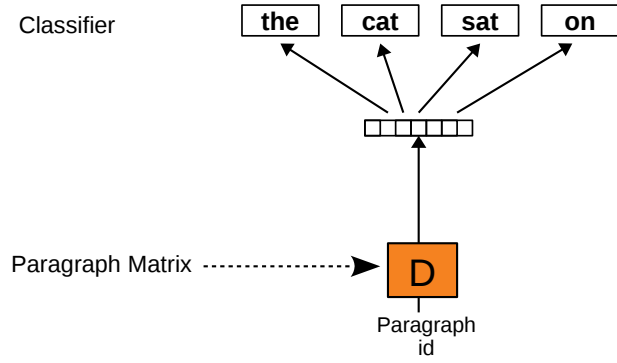 Classifier
the cat sat on
Paragraph Matrix
D
Paragraph
id